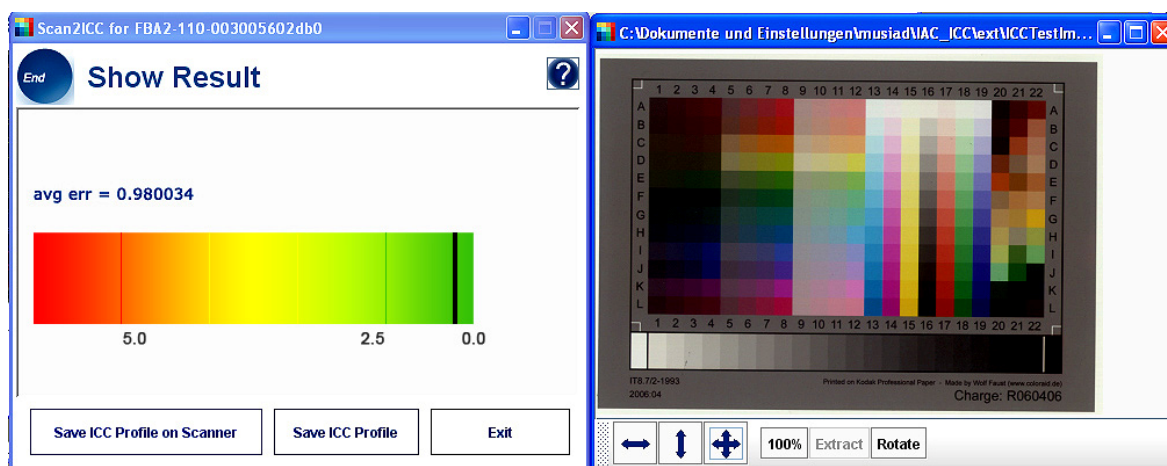 Scan2ICC for FBA2-110-003005602db0
End
Show Result
?
avg err = 0.980034
5.0 2.5 0.0
Save ICC Profile on Scanner
Save ICC Profile
Exit
C:\Dokumente und Einstellungen\musiad\IAC_ICC\ext\ICCTestIm...
1 2 3 4 5 6 7 8 9 10 11 12 13 14 15 16 17 18 19 20 21 22
A A
B B
C C
D D
E E
F F
G G
H H
I I
J J
K K
L L
1 2 3 4 5 6 7 8 9 10 11 12 13 14 15 16 17 18 19 20 21 22
IT8.7/2-1993 Printed on Kodak Professional Paper - Made by Wolf Faust (www.coloraid.de)
2006:04 Charge: R060406
100% Extract Rotate